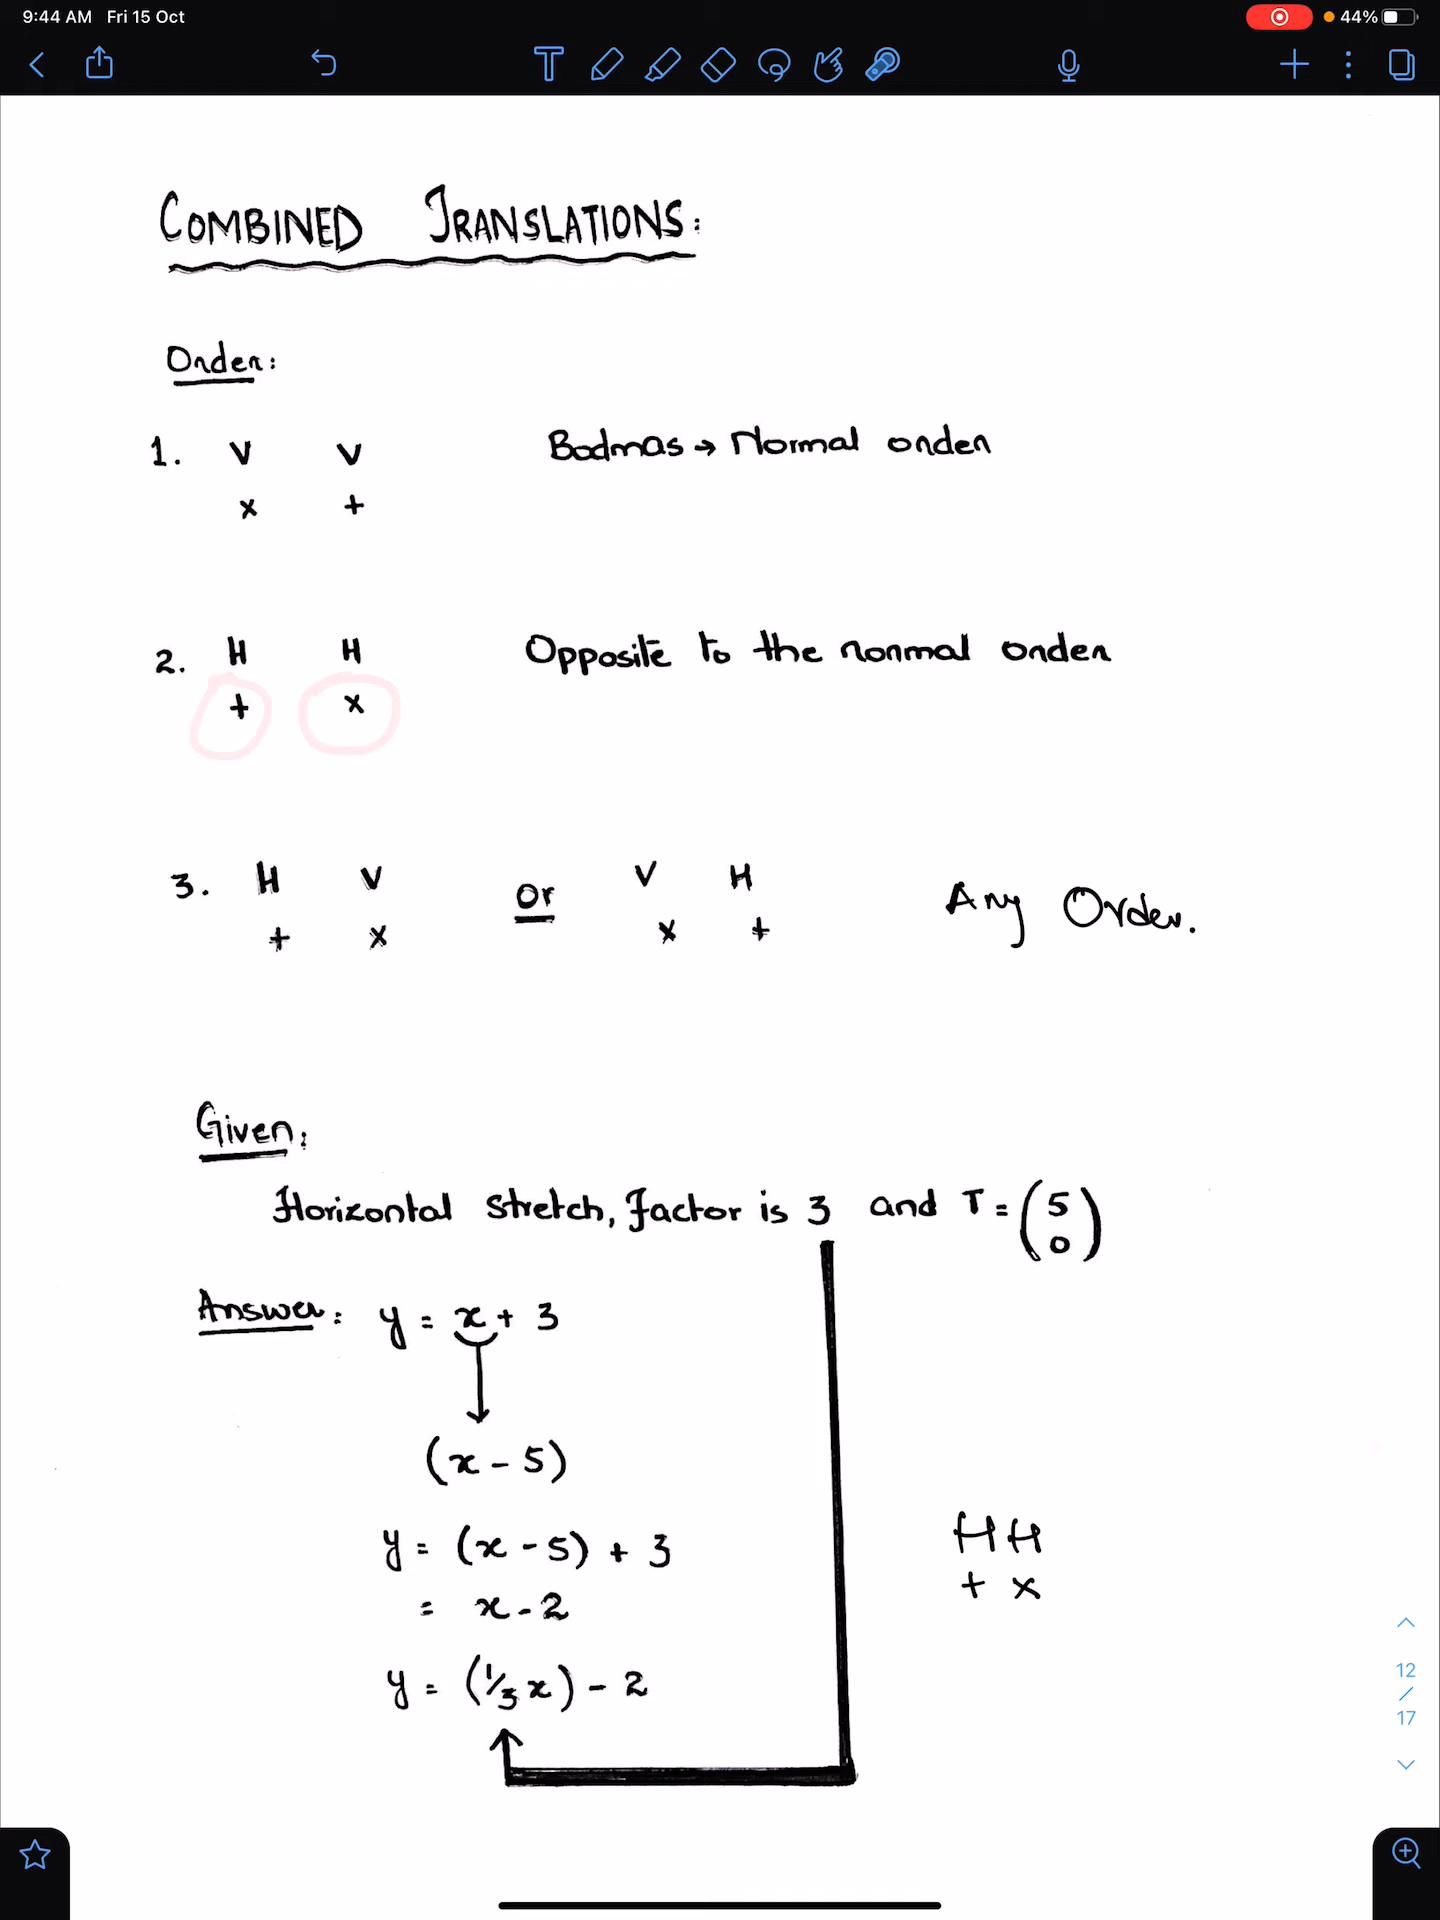 9:44 AM Fri 15 Oct 44%
COMBINED TRANSLATIONS:
Order:
1. V V Bodmas → Normal order
x +
2. H H Opposite to the normal order
+ x
3. H V or V H Any Order.
+ x x +
Given:
Horizontal stretch, factor is 3 and T = (5
0)
Answer: y = x + 3
(x - 5)
y = (x - 5) + 3
= x - 2
H H
+ x
y = (1/3 x) - 2
12
/
17